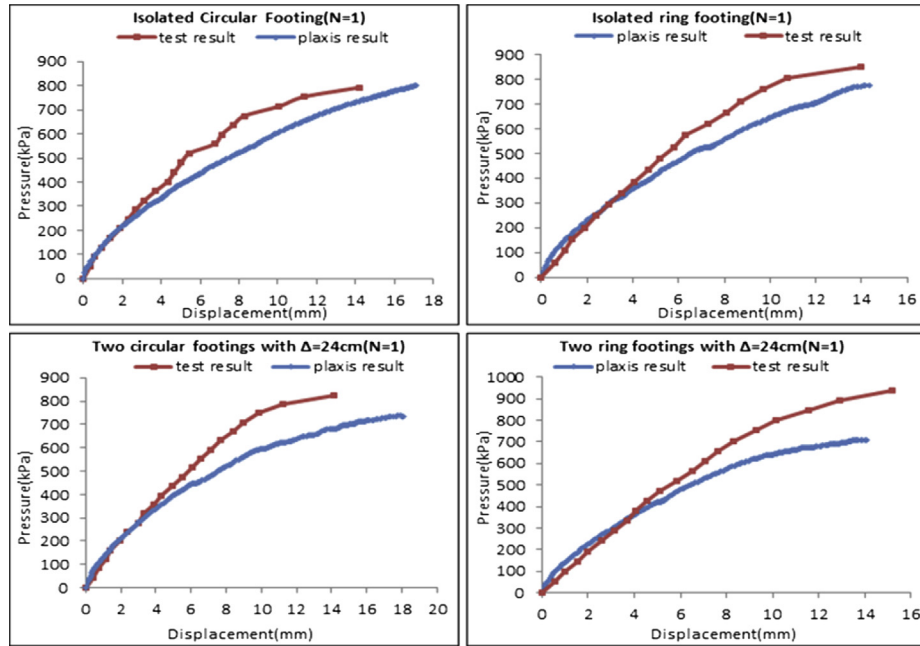 Isolated Circular Footing(N=1)
test result
plaxis result
900
800
700
600
500
400
300
200
100
0
Pressure(kPa)
0 2 4 6 8 10 12 14 16 18
Displacement(mm)
Isolated ring footing(N=1)
plaxis result
test result
900
800
700
600
500
400
300
200
100
0
Pressure(kPa)
0 2 4 6 8 10 12 14 16
Displacement(mm)
Two circular footings with Δ=24cm(N=1)
test result
plaxis result
900
800
700
600
500
400
300
200
100
0
Pressure(kPa)
0 2 4 6 8 10 12 14 16 18 20
Displacement(mm)
Two ring footings with Δ=24cm(N=1)
plaxis result
test result
1000
900
800
700
600
500
400
300
200
100
0
Pressure(kPa)
0 2 4 6 8 10 12 14 16
Displacement(mm)